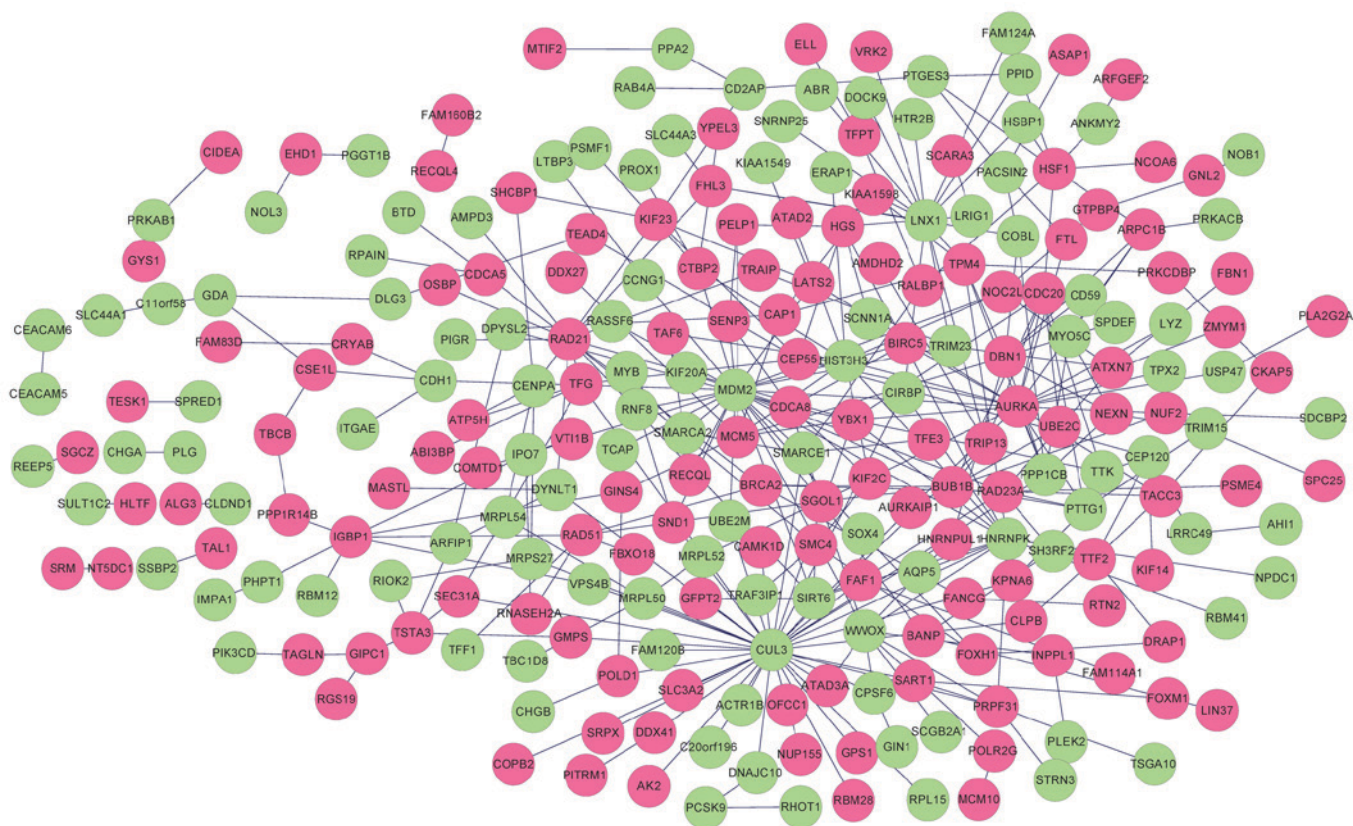 FAM124A
MTIF2
PPA2
ELL
VRK2
ASAP1
PTGES3
PPID
ARFGEF2
RAB4A
CD2AP
ABR
DOCK9
FAM160B2
YPEL3
SNRNP25
HTR2B
HSBP1
ANKMY2
CIDEA
EHD1
PGGT1B
SLC44A3
TFPT
SCARA3
NOB1
RECQL4
LTBP3
PSMF1
KIAA1549
HSF1
NCOA6
GNL2
PROX1
ERAP1
PACSIN2
SHCBP1
FHL3
KIAA1598
PRKAB1
NOL3
BTD
AMPD3
KIF23
PELP1
ATAD2
HGS
LNX1
LRIG1
GTPBP4
PRKACB
COBL
FTL
ARPC1B
GYS1
RPAIN
TEAD4
CDCA5
DDX27
CTBP2
TRAIP
AMDHD2
TPM4
PRKCDBP
FBN1
OSBP
CCNG1
LATS2
RALBP1
NOC2L
CDC20
CD59
C11orf58
GDA
DLG3
SLC44A1
RASSF6
SENP3
CAP1
SCNN1A
SPDEF
LYZ
ZMYM1
PLA2G2A
CEACAM6
DPYSL2
TAF6
MYO5C
FAM83D
CRYAB
PIGR
RAD21
BIRC5
TRIM23
DBN1
CSE1L
CEP55
HIST3H3
ATXN7
TPX2
USP47
CKAP5
CEACAM5
CDH1
CENPA
TFG
MYB
KIF20A
MDM2
CIRBP
TESK1
SPRED1
RNF8
CDCA8
YBX1
AURKA
NEXN
NUF2
SDCBP2
ITGAE
ATP5H
SMARCA2
MCM5
TFE3
UBE2C
TRIM15
TBCB
VTI1B
TRIP13
CHGA
PLG
ABI3BP
IPO7
TCAP
SMARCE1
REEP5
SGCZ
COMTD1
RECQL
PPP1CB
TTK
CEP120
MASTL
DYNLT1
GINS4
BRCA2
KIF2C
BUB1B
RAD23A
PSME4
SPC25
SULT1C2
HLTF
ALG3
CLDND1
SGOL1
TACC3
PPP1R14B
SND1
AURKAIP1
PTTG1
MRPL54
UBE2M
LRRC49
AHI1
IGBP1
RAD51
SOX4
HNRNPUL1
HNRNPK
TAL1
ARFIP1
FBXO18
MRPL52
SMC4
SH3RF2
SSBP2
MRPS27
CAMK1D
SRM
NT5DC1
PHPT1
FAF1
AQP5
TTF2
KIF14
NPDC1
IMPA1
RBM12
RIOK2
VPS4B
KPNA6
SEC31A
MRPL50
GFPT2
TRAF3IP1
SIRT6
FANCG
RTN2
RBM41
RNASEH2A
CLPB
TSTA3
GMPS
WWOX
BANP
DRAP1
PIK3CD
TAGLN
GIPC1
TFF1
TBC1D8
FAM120B
CUL3
FOXH1
INPPL1
POLD1
FAM114A1
RGS19
SLC3A2
ATAD3A
SART1
FOXM1
CHGB
ACTR1B
OFCC1
CPSF6
PRPF31
LIN37
SRPX
DDX41
SCGB2A1
C20orf196
GIN1
POLR2G
PLEK2
COPB2
NUP155
GPS1
TSGA10
PITRM1
DNAJC10
STRN3
AK2
PCSK9
RHOT1
RBM28
RPL15
MCM10